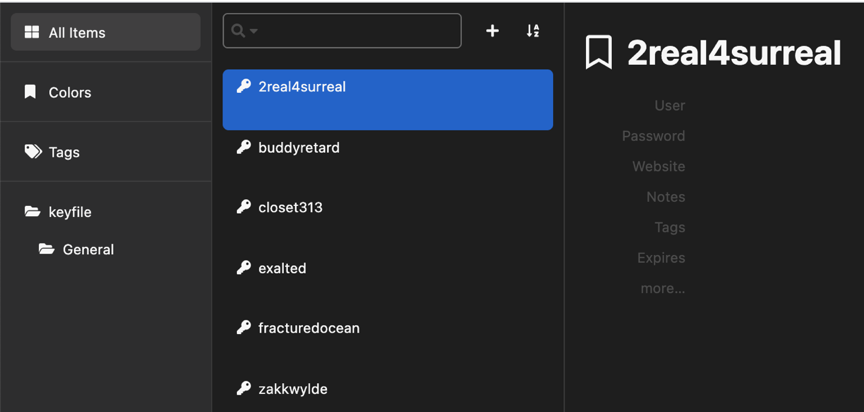 All Items
Colors
Tags
keyfile
General
2real4surreal
buddyretard
closet313
exalted
fracturedocean
zakkwylde
2real4surreal
User
Password
Website
Notes
Tags
Expires
more...